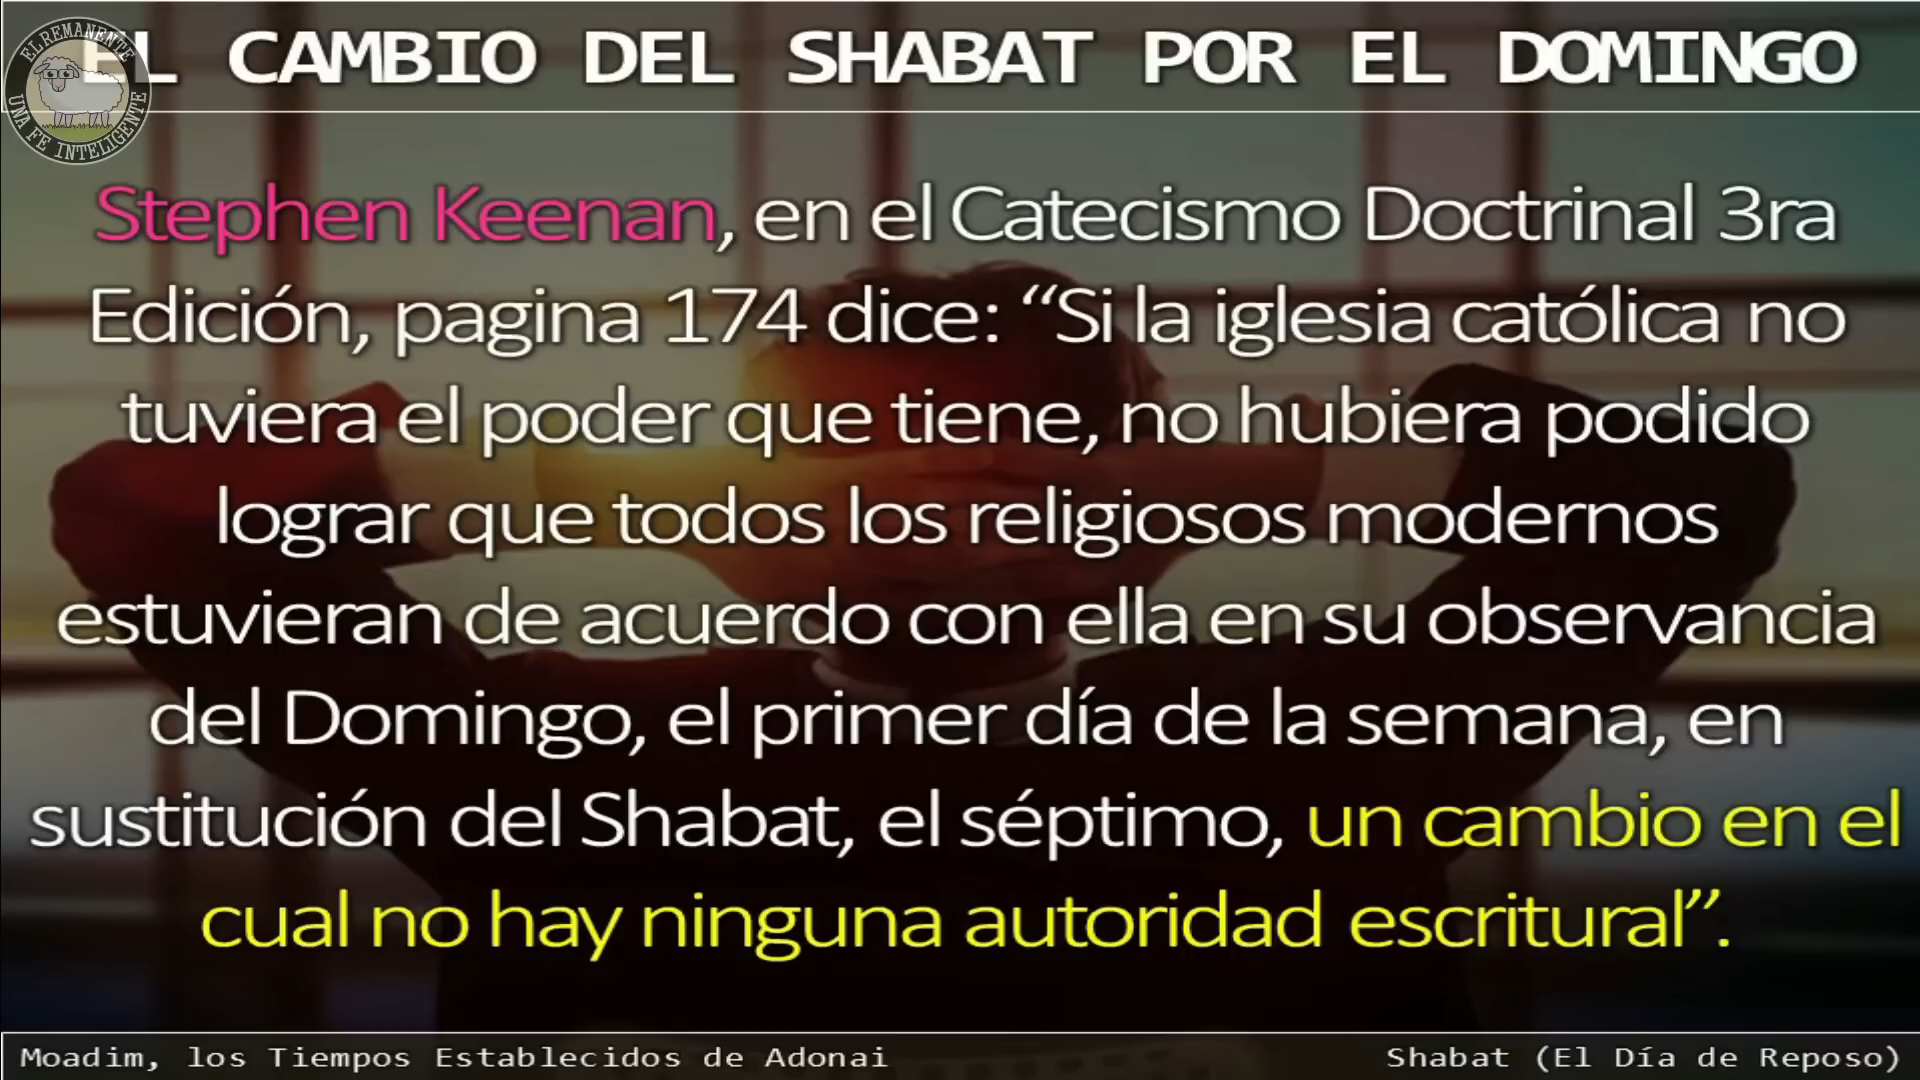 EL CAMBIO DEL SHABAT POR EL DOMINGO
ELREMANENTE
UNA FE INTELIGENTE
Stephen Keenan, en el Catecismo Doctrinal 3ra
Edición, pagina 174 dice: “Si la iglesia católica no
tuviera el poder que tiene, no hubiera podido
lograr que todos los religiosos modernos
estuvieran de acuerdo con ella en su observancia
del Domingo, el primer día de la semana, en
sustitución del Shabat, el séptimo, un cambio en el
cual no hay ninguna autoridad escritural”.
Moadim, los Tiempos Establecidos de Adonai
Shabat (El Día de Reposo)